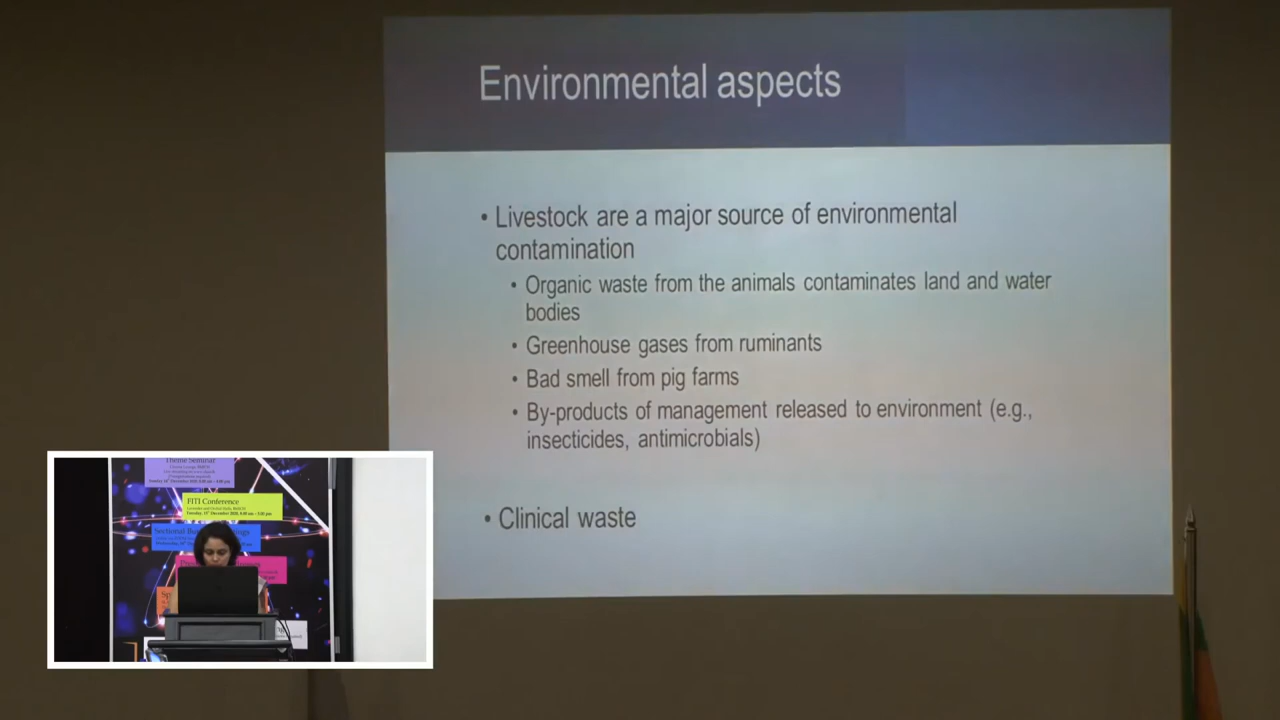 Environmental aspects
• Livestock are a major source of environmental
contamination
• Organic waste from the animals contaminates land and water
bodies
• Greenhouse gases from ruminants
• Bad smell from pig farms
• By-products of management released to environment (e.g.,
insecticides, antimicrobials)
• Clinical waste
Theme Seminar
FITI Conference
Sectional